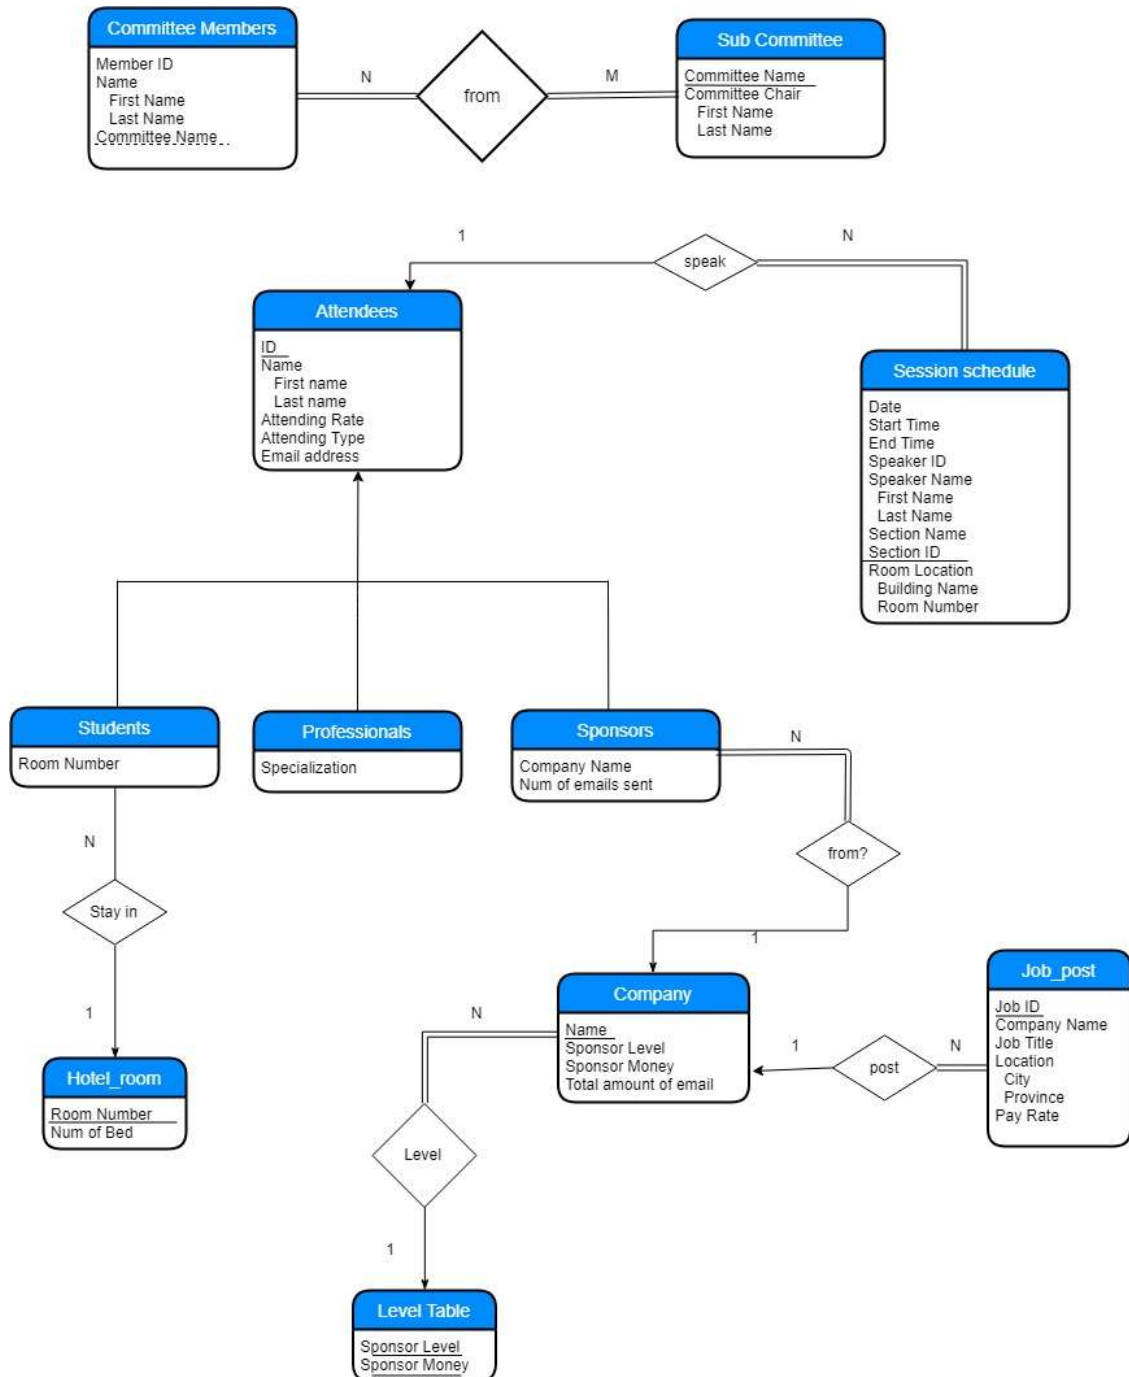 Committee Members
Member ID
Name
First Name
Last Name
Committee Name
N
from
M
Sub Committee
Committee Name
Committee Chair
First Name
Last Name
1
speak
N
Attendees
ID
Name
First name
Last name
Attending Rate
Attending Type
Email address
Session schedule
Date
Start Time
End Time
Speaker ID
Speaker Name
First Name
Last Name
Section Name
Section ID
Room Location
Building Name
Room Number
Students
Room Number
Professionals
Specialization
Sponsors
Company Name
Num of emails sent
N
N
from?
Stay in
1
1
Hotel_room
Room Number
Num of Bed
Company
Name
Sponsor Level
Sponsor Money
Total amount of email
N
1
post
N
Job_post
Job ID
Company Name
Job Title
Location
City
Province
Pay Rate
Level
1
Level Table
Sponsor Level
Sponsor Money